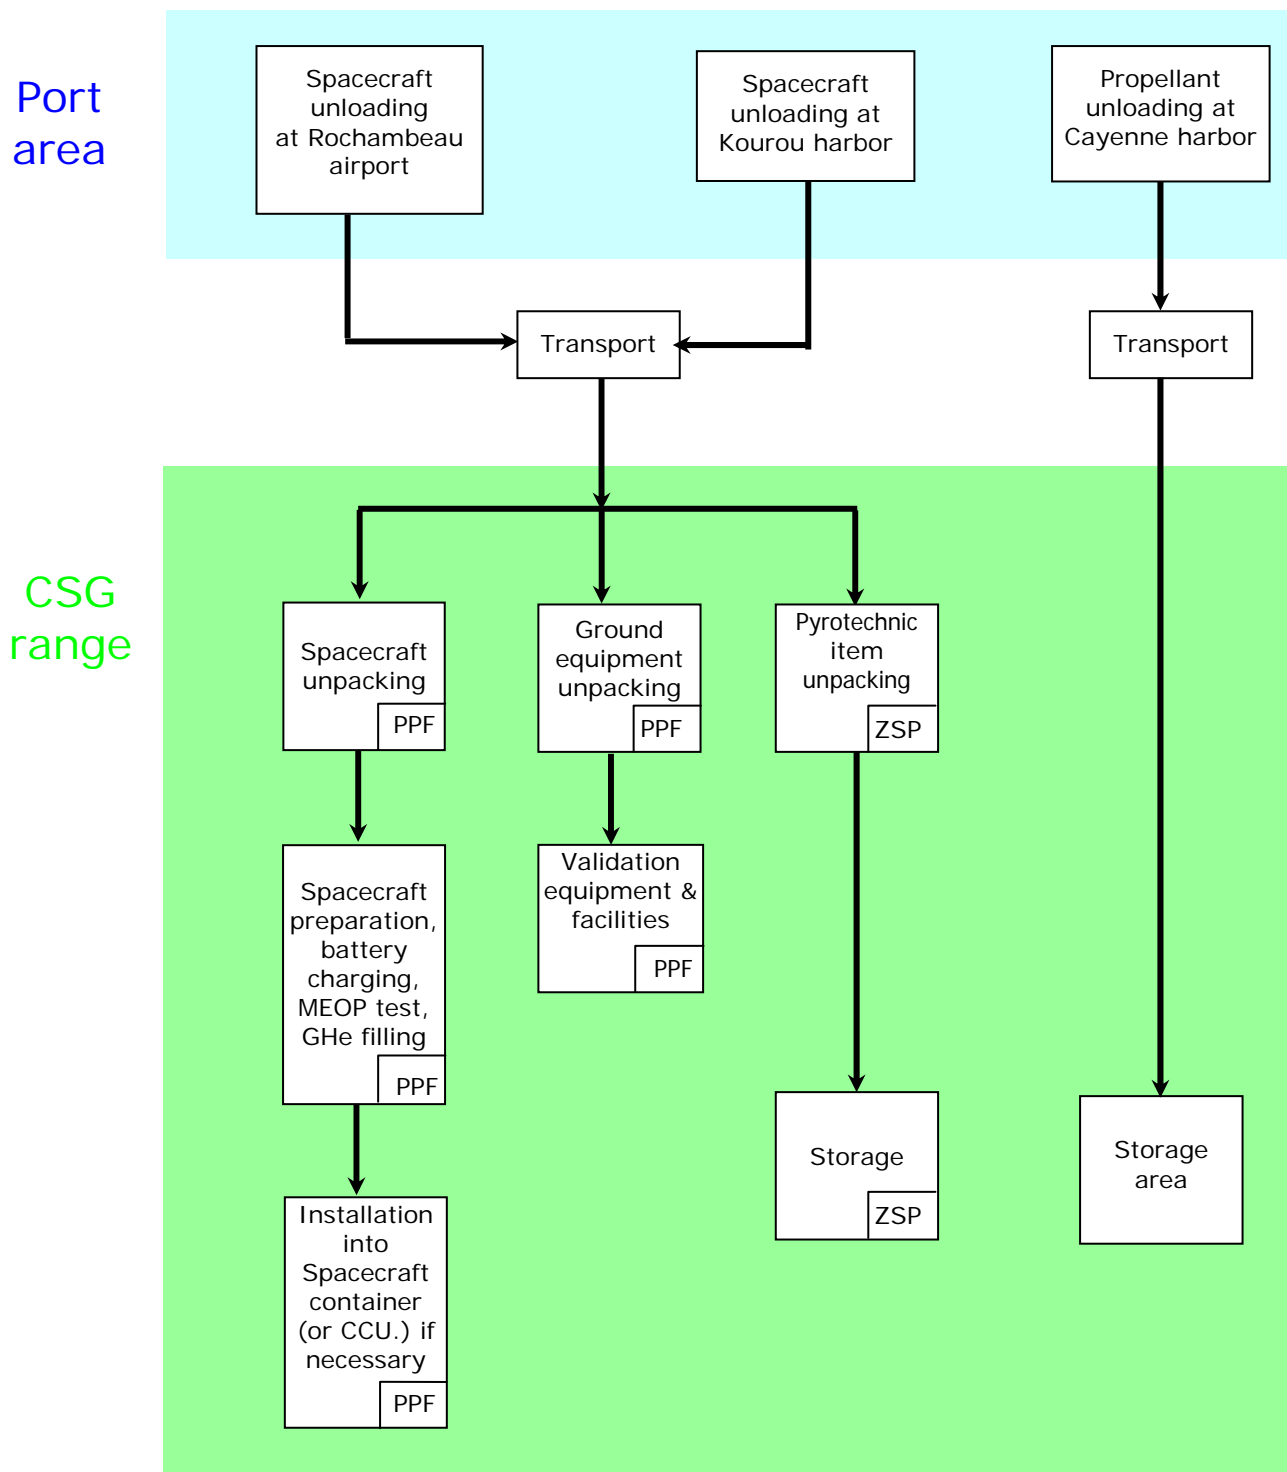 Port
area
Spacecraft
unloading
at Rochambeau
airport
Spacecraft
unloading at
Kourou harbor
Propellant
unloading at
Cayenne harbor
Transport
Transport
CSG
range
Spacecraft
unpacking
PPF
Ground
equipment
unpacking
PPF
Pyrotechnic
item
unpacking
ZSP
Spacecraft
preparation,
battery
charging,
MEOP test,
GHe filling
PPF
Validation
equipment &
facilities
PPF
Storage
ZSP
Storage
area
Installation
into
Spacecraft
container
(or CCU.) if
necessary
PPF